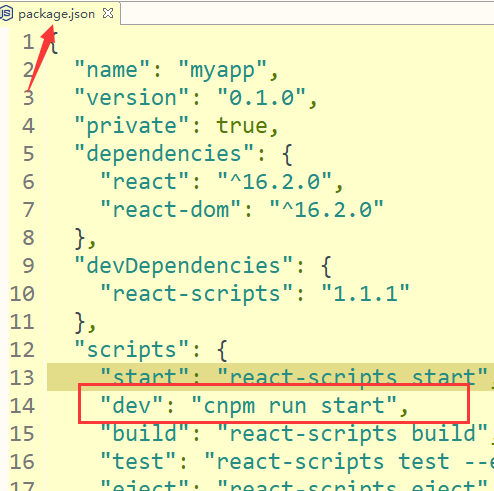 package.json
1 {
2 "name": "myapp",
3 "version": "0.1.0",
4 "private": true,
5 "dependencies": {
6 "react": "^16.2.0",
7 "react-dom": "^16.2.0"
8 },
9 "devDependencies": {
10 "react-scripts": "1.1.1"
11 },
12 "scripts": {
13 "start": "react-scripts start",
14 "dev": "cnpm run start",
15 "build": "react-scripts build",
16 "test": "react-scripts test --e
17 "eject": "react-scripts eject"